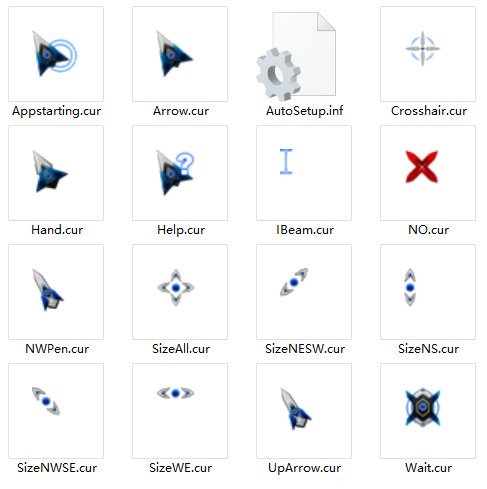 Appstarting.cur
Arrow.cur
AutoSetup.inf
Crosshair.cur
Hand.cur
Help.cur
IBeam.cur
NO.cur
NWPen.cur
SizeAll.cur
SizeNESW.cur
SizeNS.cur
SizeNWSE.cur
SizeWE.cur
UpArrow.cur
Wait.cur